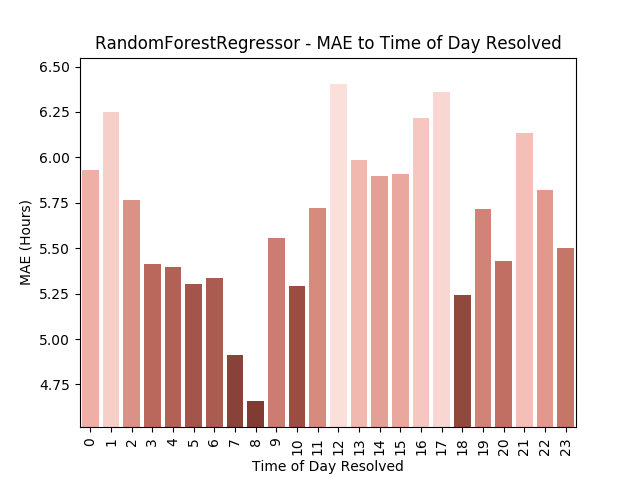 RandomForestRegressor - MAE to Time of Day Resolved
6.50
6.25
6.00
5.75
5.50
5.25
5.00
4.75
MAE (Hours)
0 1 2 3 4 5 6 7 8 9 10 11 12 13 14 15 16 17 18 19 20 21 22 23
Time of Day Resolved